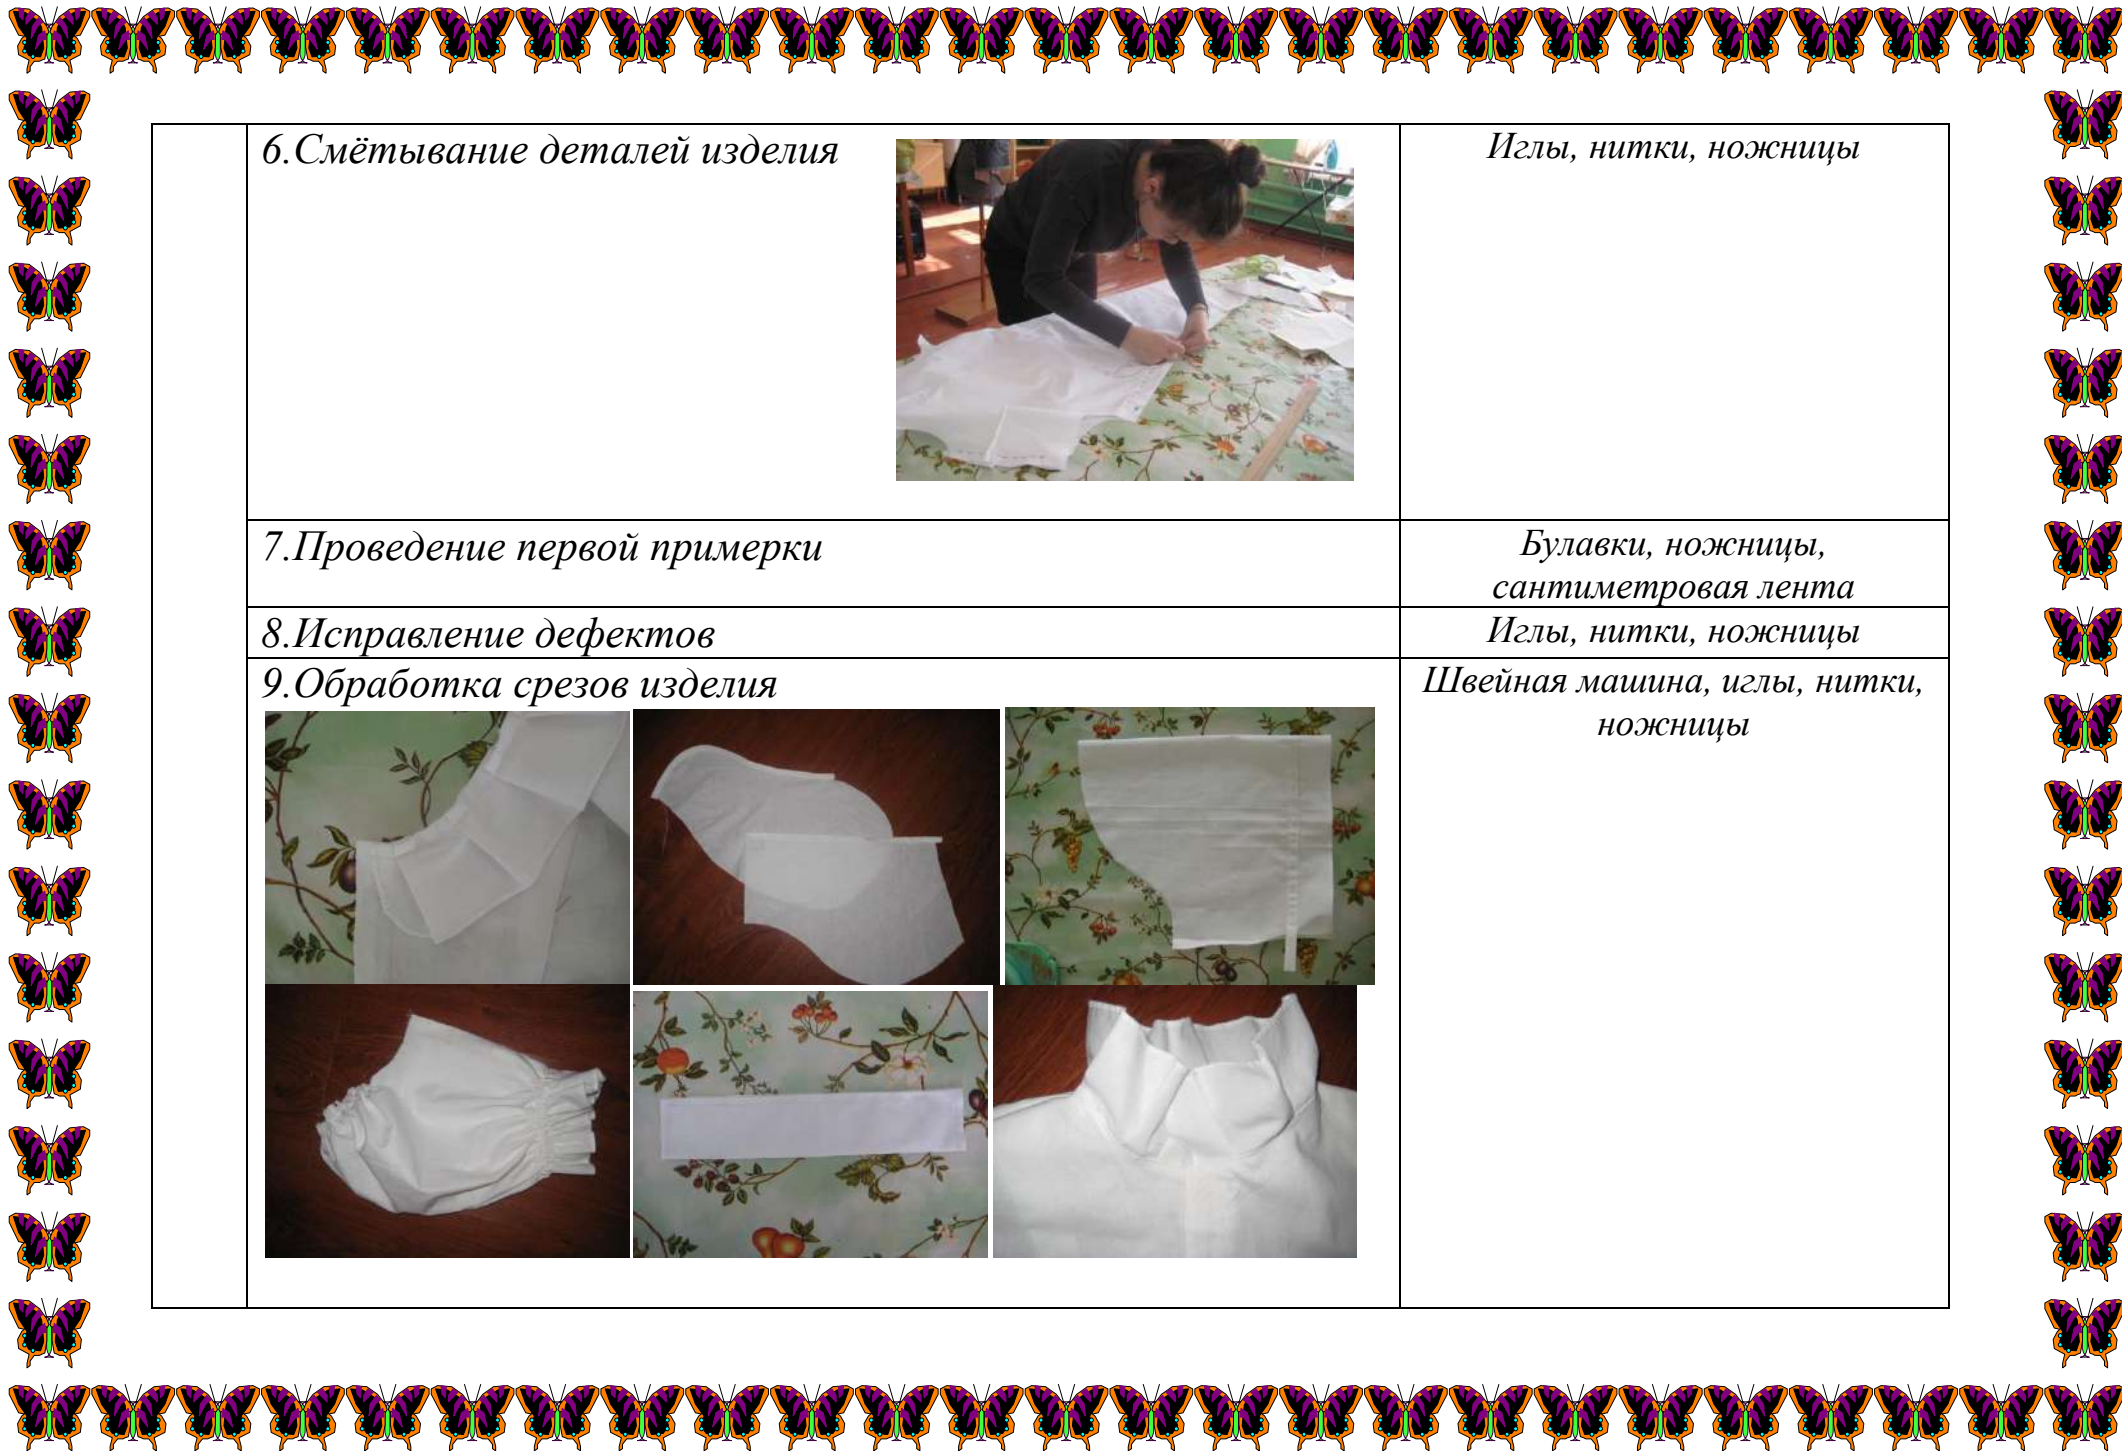 6.Смётывание деталей изделия
Иглы, нитки, ножницы
7.Проведение первой примерки
Булавки, ножницы,
сантиметровая лента
8.Исправление дефектов
Иглы, нитки, ножницы
9.Обработка срезов изделия
Швейная машина, иглы, нитки,
ножницы